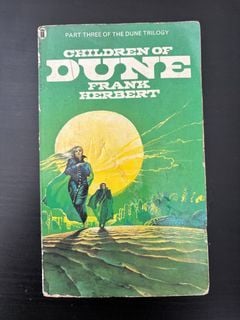 PART THREE OF THE DUNE TRILOGY
CHILDREN OF
DUNE
FRANK
HERBERT